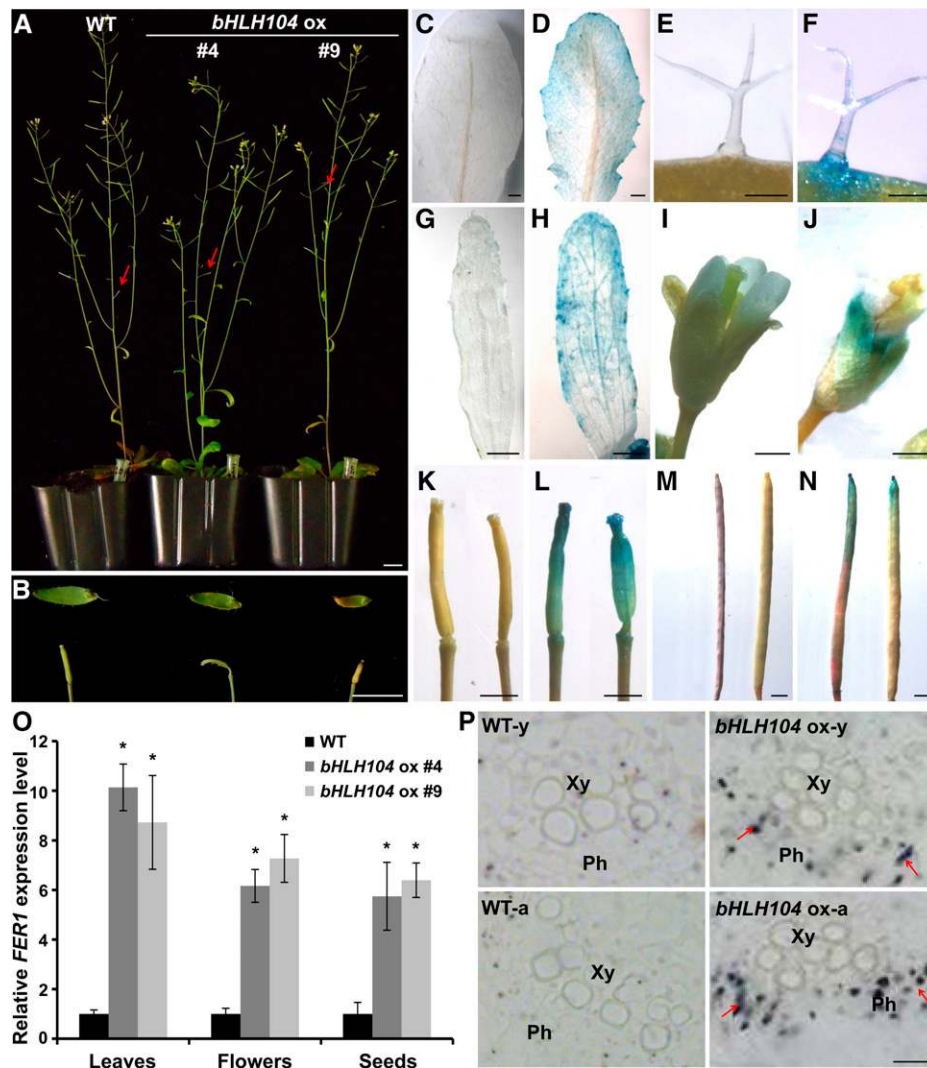 A
WT
bHLH104 ox
#4
#9
B
C
D
E
F
G
H
I
J
K
L
M
N
O
Relative FER1 expression level
12
10
8
6
4
2
0
* * * * * *
WT
bHLH104 ox #4
bHLH104 ox #9
Leaves Flowers Seeds
P
WT-y
Xy
Ph
bHLH104 ox-y
Xy
Ph
WT-a
Xy
Ph
bHLH104 ox-a
Xy
Ph